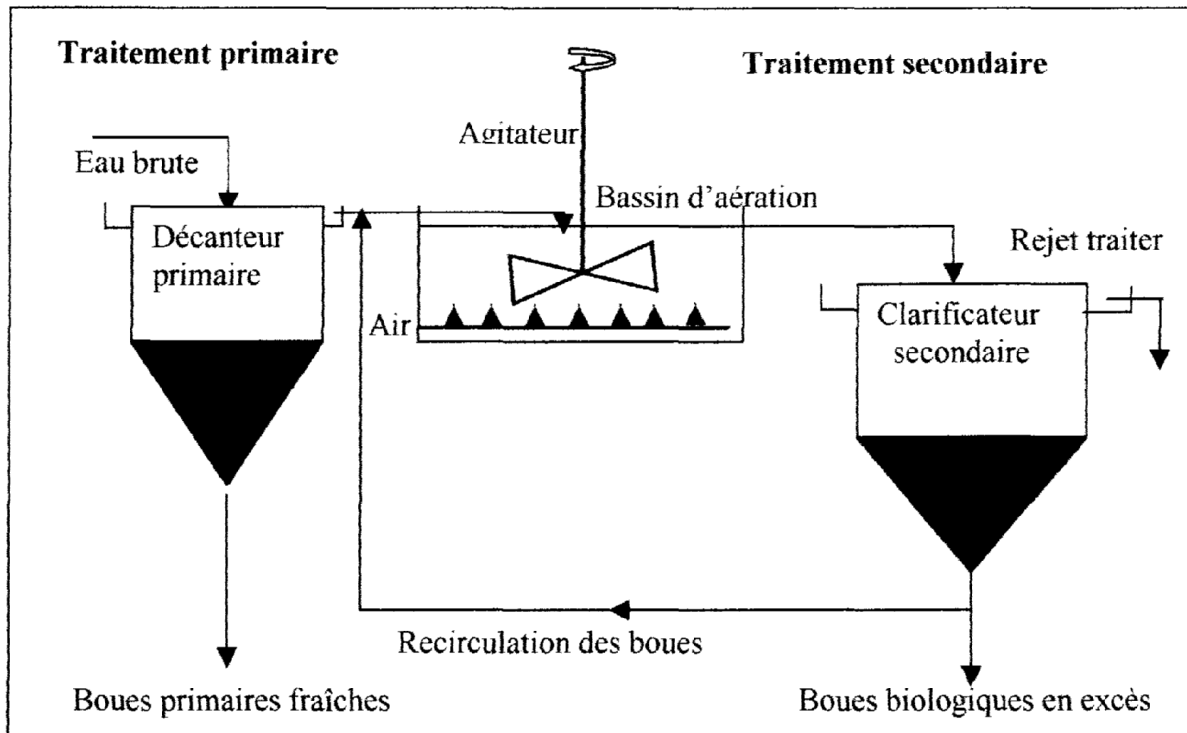 Traitement primaire
Traitement secondaire
Agitateur
Eau brute
Bassin d'aération
Rejet traiter
Décanteur
primaire
Air
Clarificateur
secondaire
Recirculation des boues
Boues primaires fraîches
Boues biologiques en excès